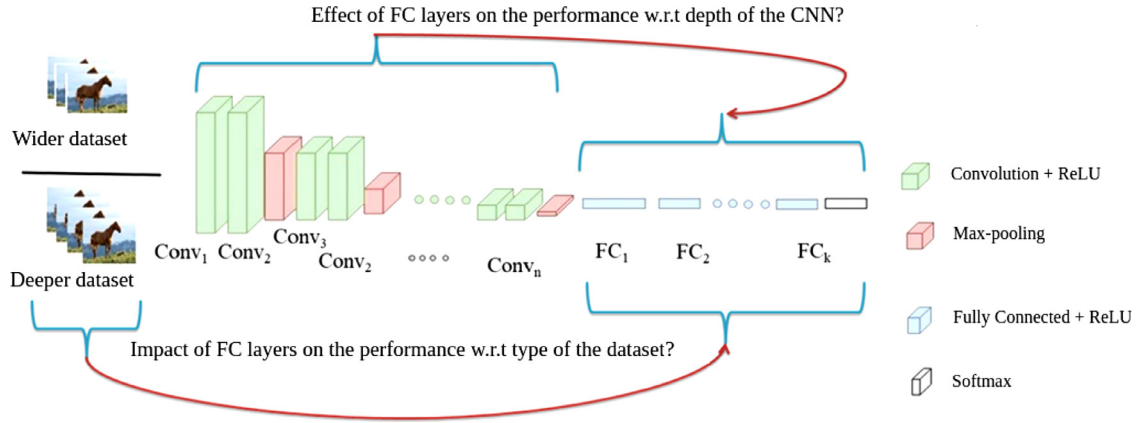 Effect of FC layers on the performance w.r.t depth of the CNN?
Wider dataset
Deeper dataset
Conv1 Conv2
Conv3
Conv2
Convn
FC1
FC2
FCk
Convolution + ReLU
Max-pooling
Fully Connected + ReLU
Softmax
Impact of FC layers on the performance w.r.t type of the dataset?